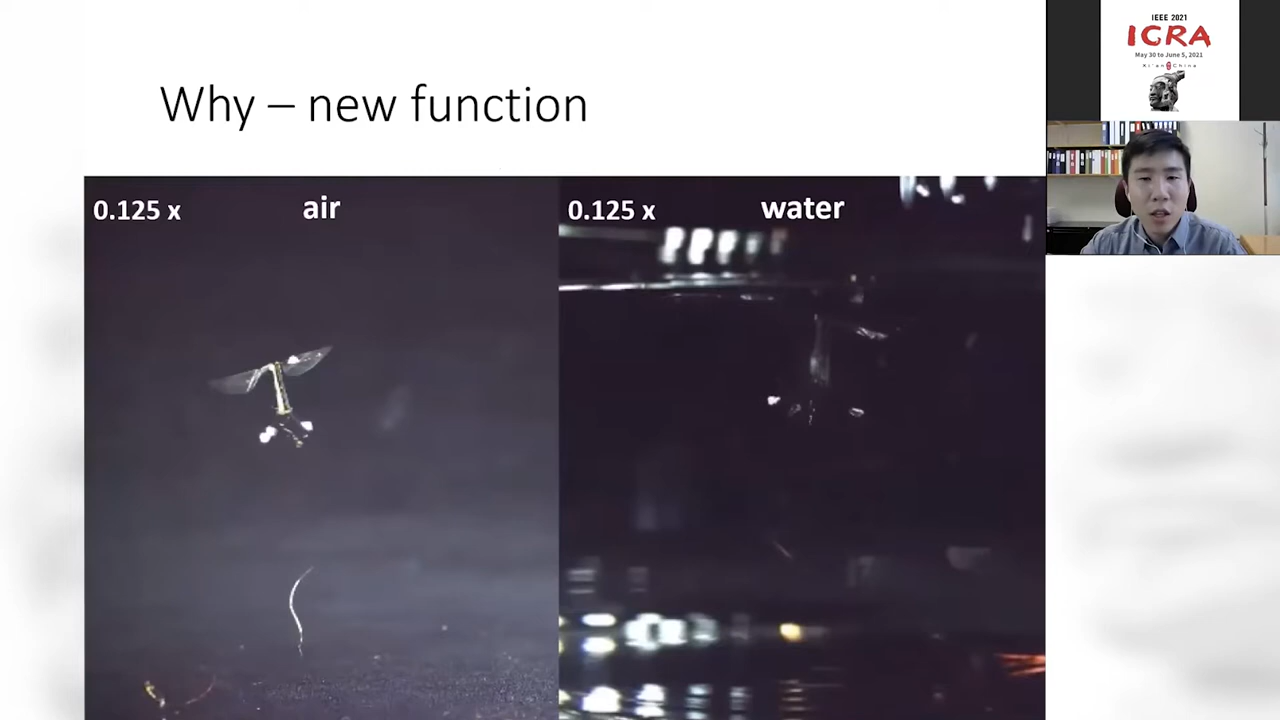 Why – new function
0.125 x
air
0.125 x
water
IEEE 2021
ICRA
May 30 to June 5, 2021
Xi'an China